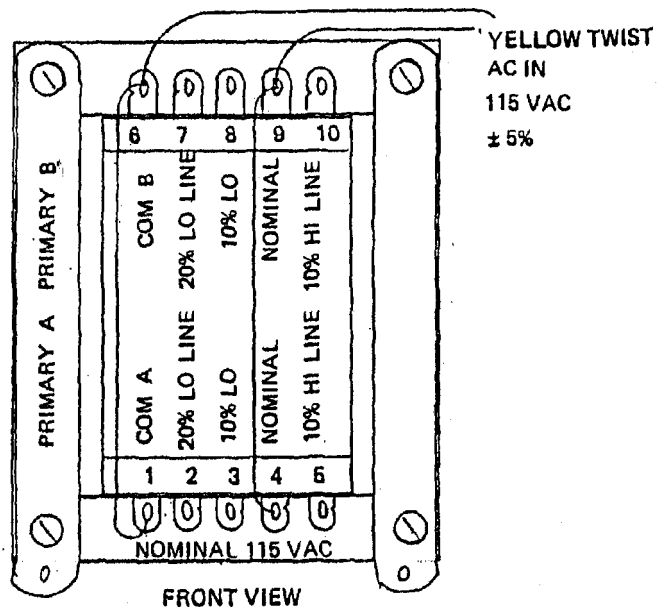 YELLOW TWIST
AC IN
115 VAC
± 5%
6 7 8 9 10
PRIMARY A PRIMARY B
COM A COM B
20% LO LINE 20% LO LINE
10% LO 10% LO
NOMINAL NOMINAL
10% HI LINE 10% HI LINE
1 2 3 4 5
NOMINAL 115 VAC
FRONT VIEW